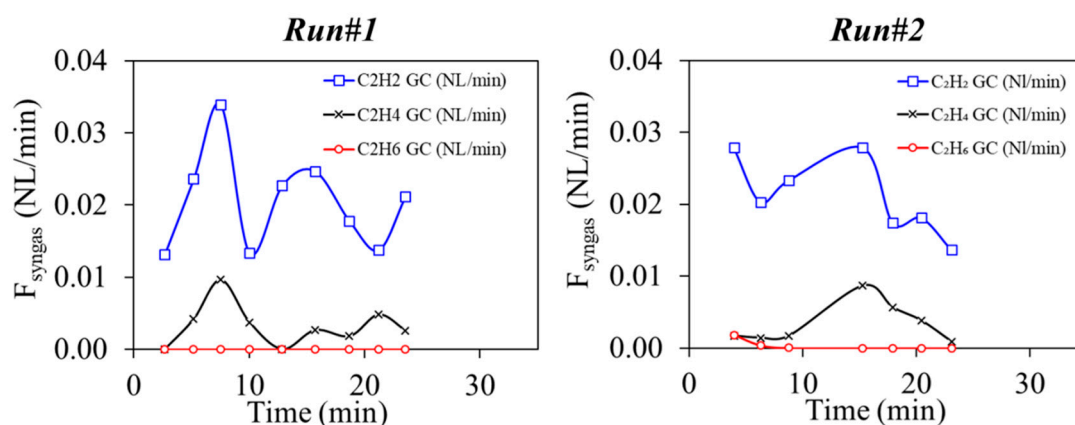 Run#1
0.04
0.03
0.02
0.01
0.00
F_syngas (NL/min)
C2H2 GC (NL/min)
C2H4 GC (NL/min)
C2H6 GC (NL/min)
0 10 20 30
Time (min)
Run#2
0.04
0.03
0.02
0.01
0.00
F_syngas (NL/min)
C₂H₂ GC (Nl/min)
C₂H₄ GC (Nl/min)
C₂H₆ GC (Nl/min)
0 10 20 30
Time (min)